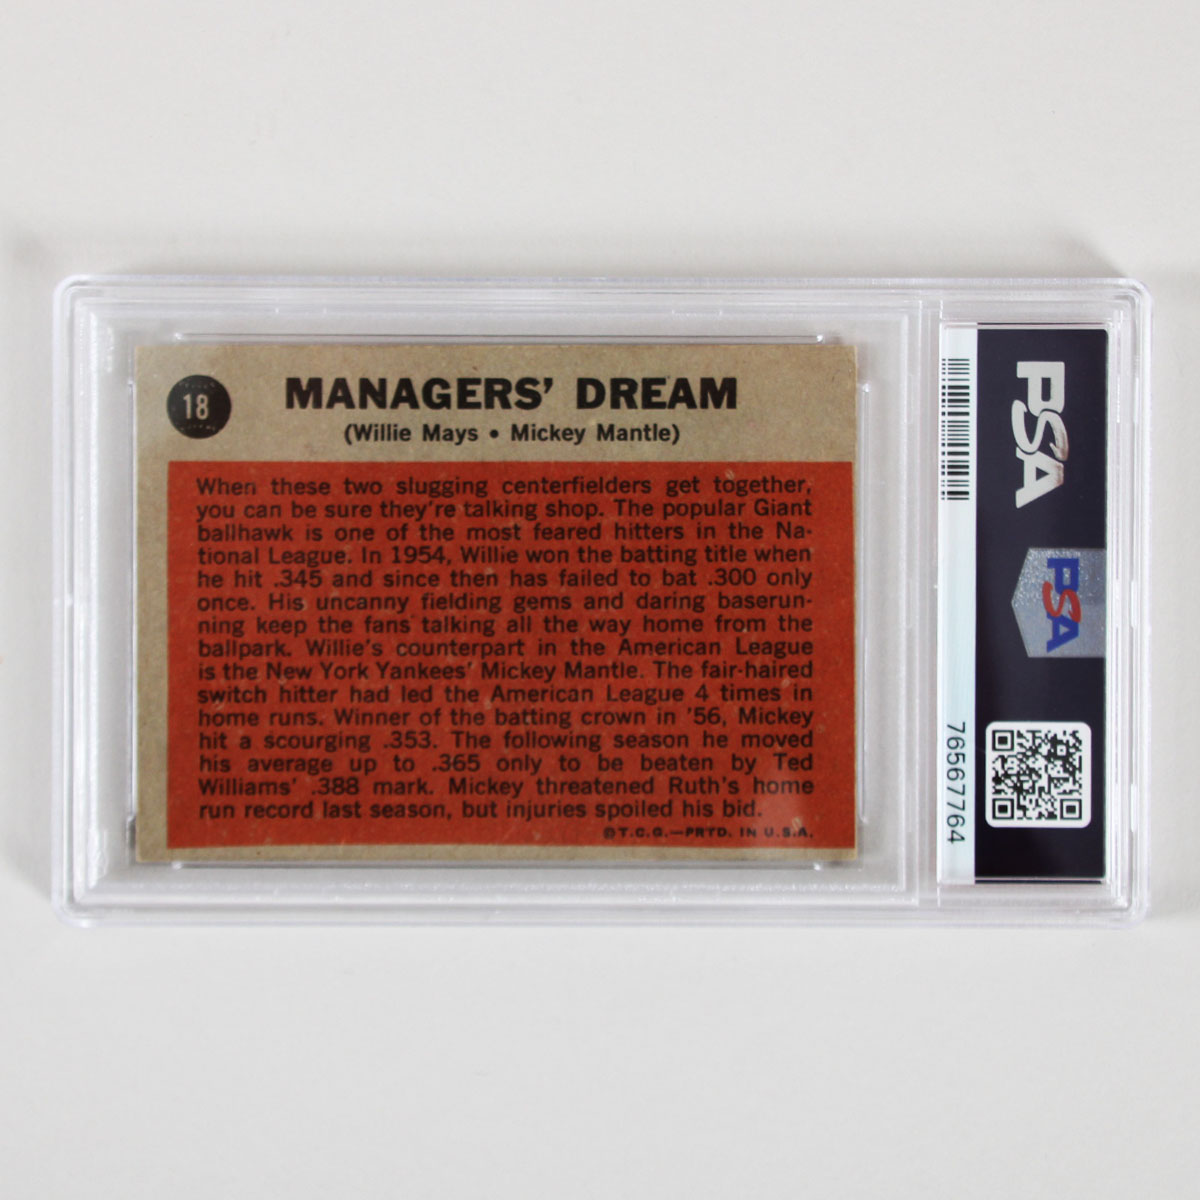 18
MANAGERS' DREAM
(Willie Mays • Mickey Mantle)
When these two slugging centerfielders get together,
you can be sure they're talking shop. The popular Giant
ballhawk is one of the most feared hitters in the Na-
tional League. In 1954, Willie won the batting title when
he hit .345 and since then has failed to bat .300 only
once. His uncanny fielding gems and daring baserun-
ning keep the fans talking all the way home from the
ballpark. Willie's counterpart in the American League
is the New York Yankees' Mickey Mantle. The fair-haired
switch hitter had led the American League 4 times in
home runs. Winner of the batting crown in '56, Mickey
hit a scourging .353. The following season he moved
his average up to .365 only to be beaten by Ted
Williams' .388 mark. Mickey threatened Ruth's home
run record last season, but injuries spoiled his bid.
©T.C.G.—PRTD. IN U.S.A.
PSA
PSA
76567764